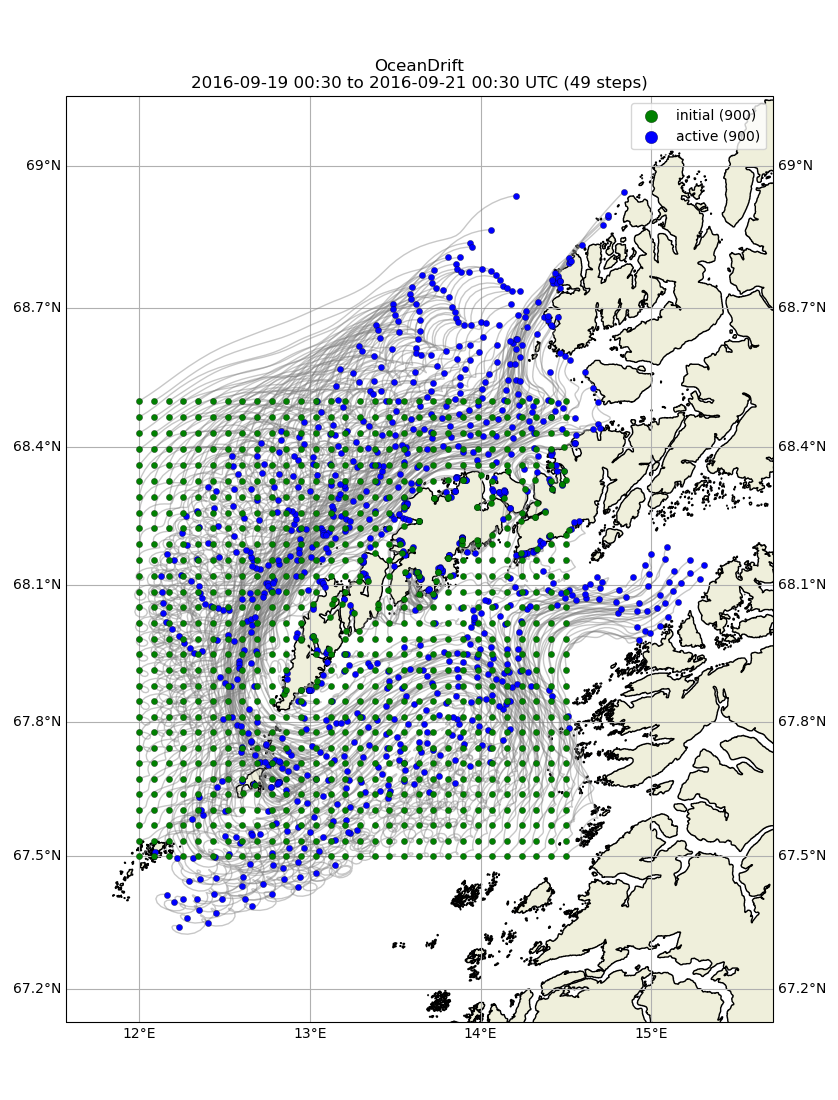 OceanDrift
2016-09-19 00:30 to 2016-09-21 00:30 UTC (49 steps)
initial (900)
active (900)
69°N 69°N
68.7°N 68.7°N
68.4°N 68.4°N
68.1°N 68.1°N
67.8°N 67.8°N
67.5°N 67.5°N
67.2°N 67.2°N
12°E 13°E 14°E 15°E